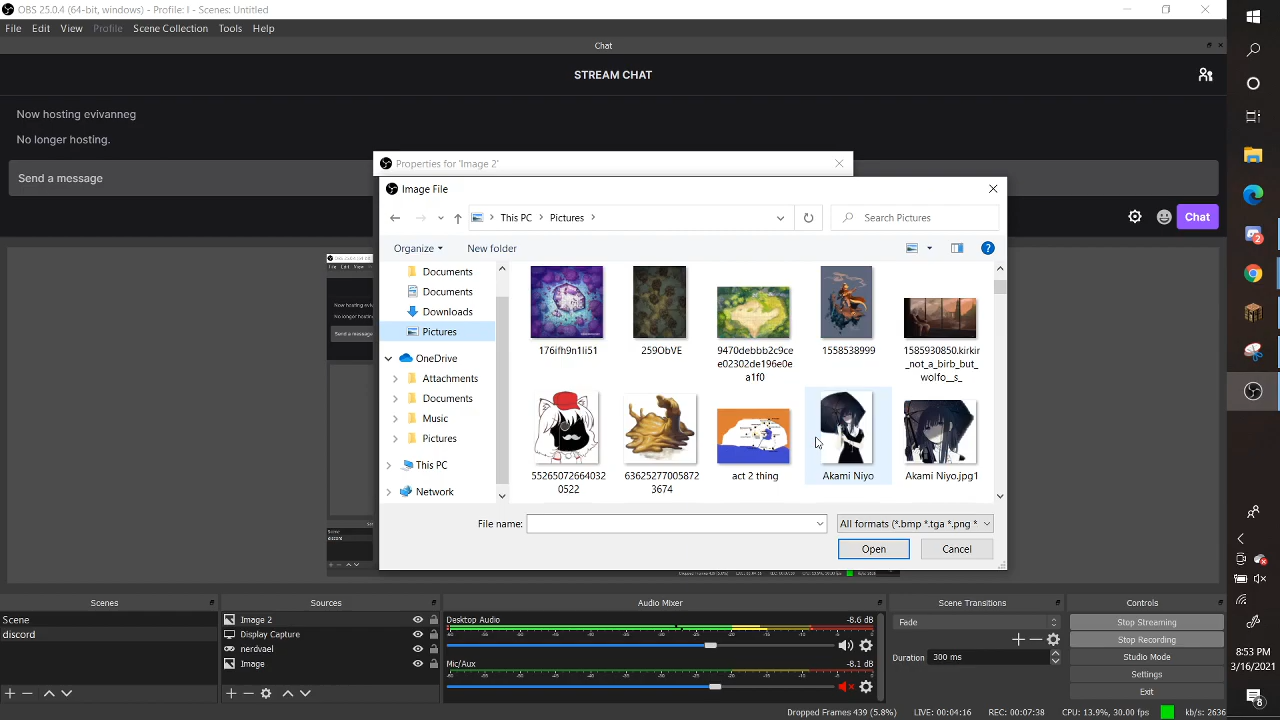 OBS 25.0.4 (64-bit, windows) - Profile: I - Scenes: Untitled
File Edit View Profile Scene Collection Tools Help
Chat
STREAM CHAT
Now hosting evivanneg
No longer hosting.
Send a message
Chat
Properties for 'Image 2'
Image File
This PC > Pictures >
Search Pictures
Organize
New folder
Documents
Documents
Downloads
Pictures
OneDrive
Attachments
Documents
Music
Pictures
This PC
Network
176ifh9n1li51
259ObVE
9470debbb2c9ce
e02302de196e0e
a1f0
1558538999
1585930850.kirkir
_not_a_birb_but_
wolfo__s_
55265072664032
0522
63625277005872
3674
act 2 thing
Akami Niyo
Akami Niyo.jpg1
File name:
All formats (*.bmp *.tga *.png *
Open
Cancel
Scenes
Scene
discord
Sources
Image 2
Display Capture
nerdvael
Image
Audio Mixer
Desktop Audio
-8.6 dB
Mic/Aux
-8.1 dB
Scene Transitions
Fade
Duration 300 ms
Controls
Stop Streaming
Stop Recording
Studio Mode
Settings
Exit
Dropped Frames 439 (5.8%) LIVE: 00:04:16 REC: 00:07:38 CPU: 13.9%, 30.00 fps kb/s: 2636
8:53 PM
3/16/2021